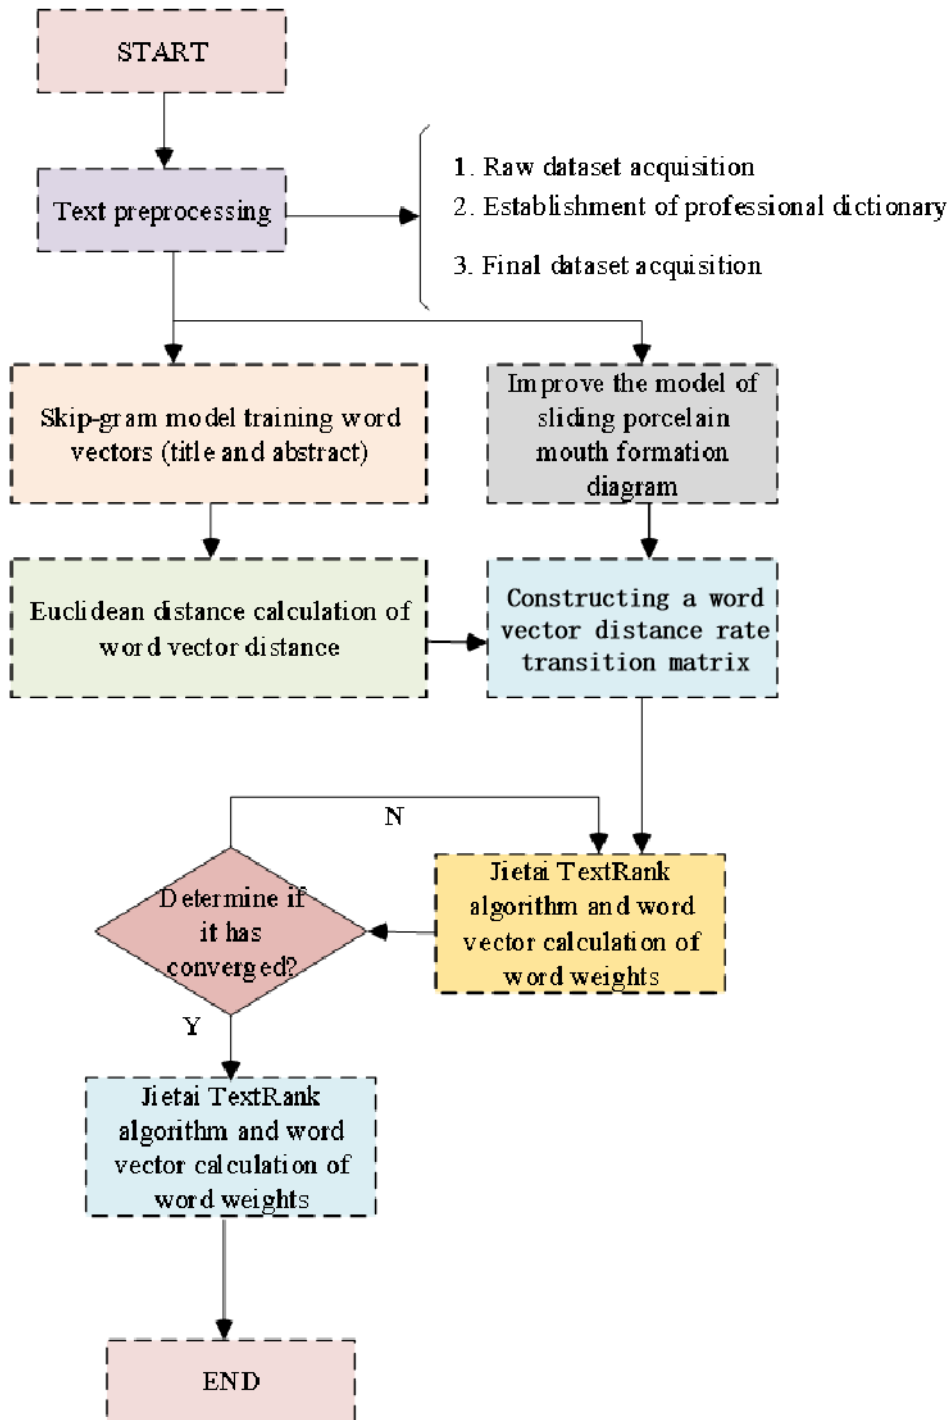 START
Text preprocessing
1. Raw dataset acquisition
2. Establishment of professional dictionary
3. Final dataset acquisition
Skip-gram model training word
vectors (title and abstract)
Improve the model of
sliding porcelain
mouth formation
diagram
Euclidean distance calculation of
word vector distance
Constructing a word
vector distance rate
transition matrix
N
Jietai TextRank
algorithm and word
vector calculation of
word weights
Determine if
it has
converged?
Y
Jietai TextRank
algorithm and word
vector calculation of
word weights
END